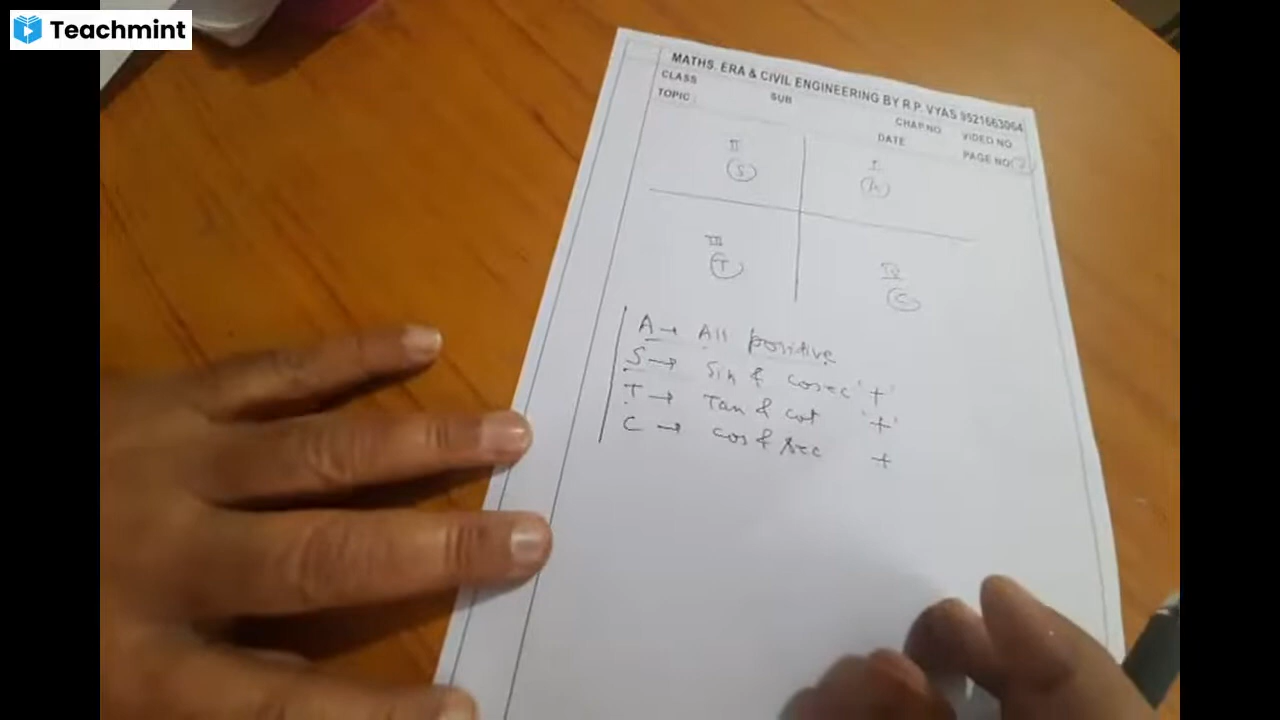 Teachmint
MATHS. ERA & CIVIL ENGINEERING BY R.P. VYAS 9521663064
CLASS SUB CHAP.NO VIDEO NO
TOPIC : DATE PAGE NO
II I
S A
III IV
T C
A → All positive
S → Sin & cosec '+'
T → Tan & cot '+'
C → cos & sec +